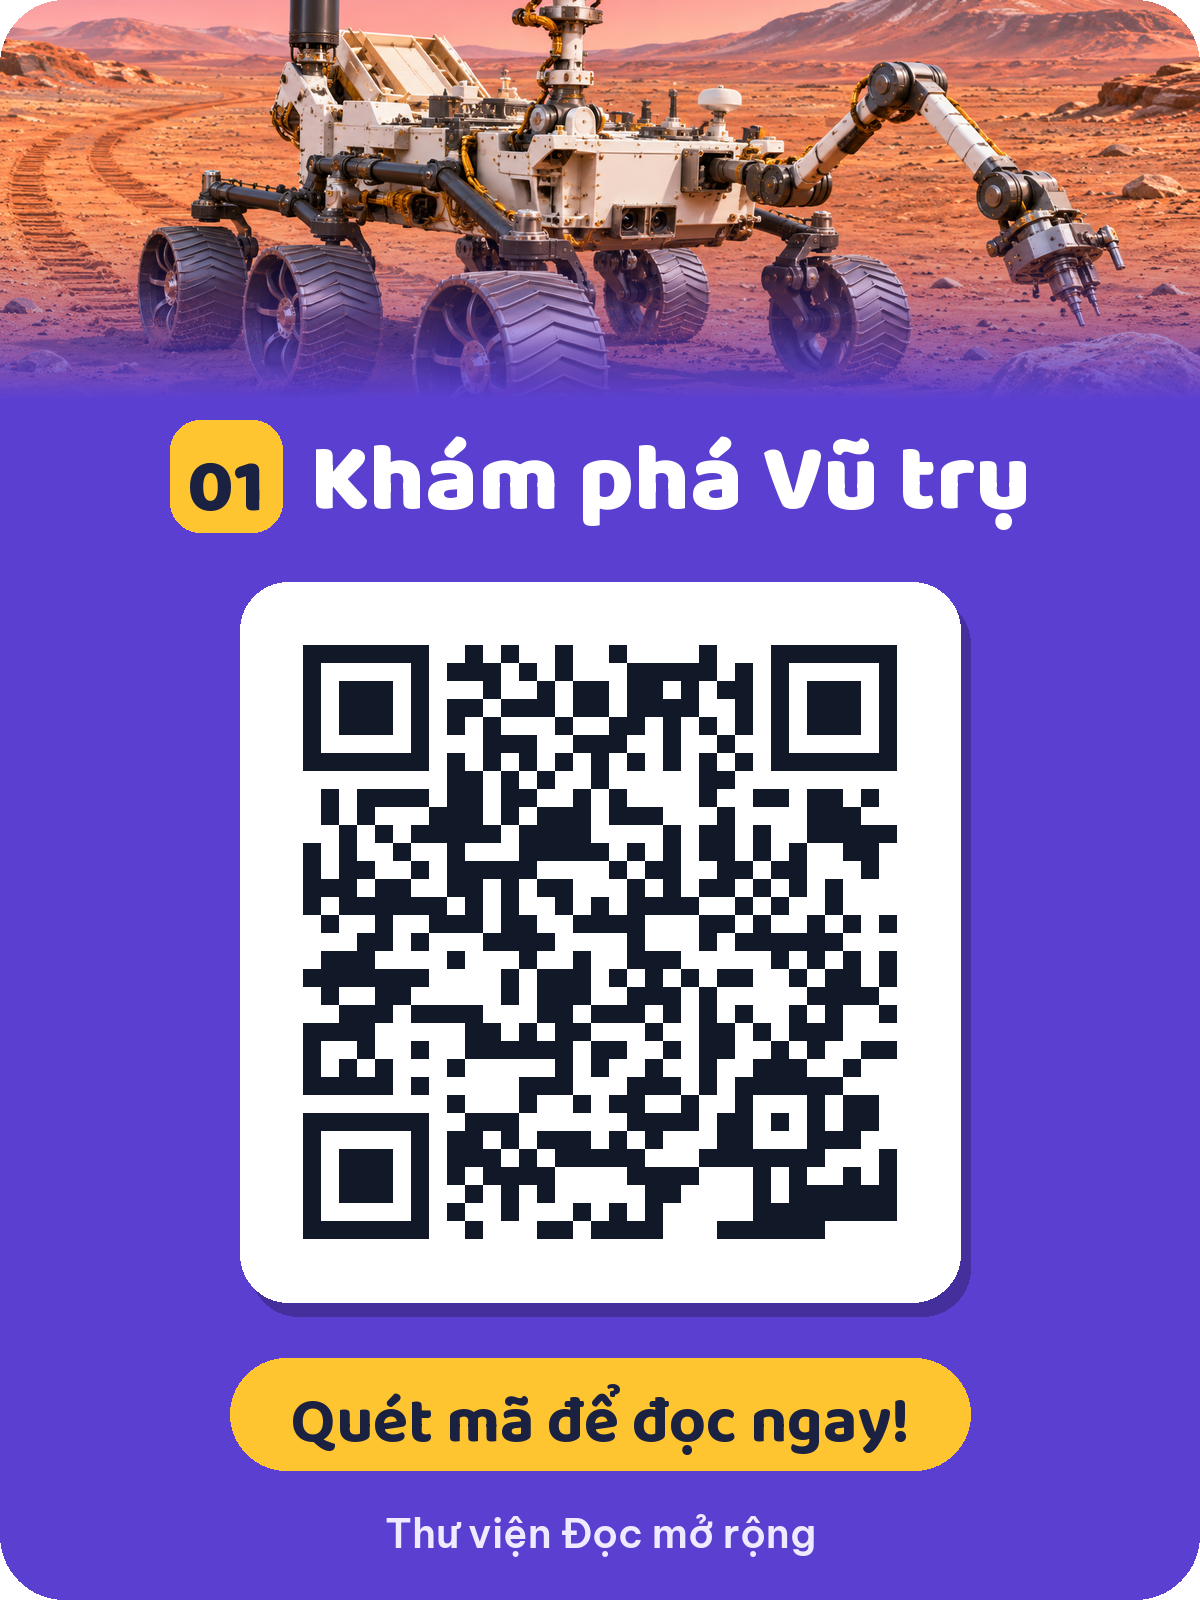 01 Khám phá Vũ trụ
Quét mã để đọc ngay!
Thư viện Đọc mở rộng